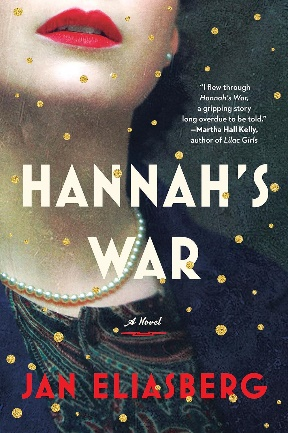 "I flew through
Hannah's War,
a gripping story
long overdue to be told."
—Martha Hall Kelly,
author of Lilac Girls
HANNAH'S
WAR
A Novel
JAN ELIASBERG